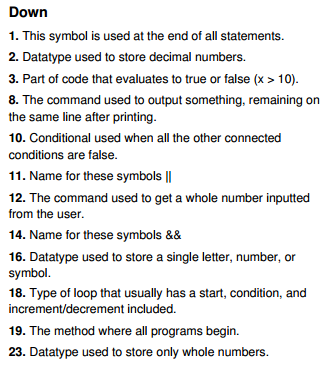 Down
1. This symbol is used at the end of all statements.
2. Datatype used to store decimal numbers.
3. Part of code that evaluates to true or false (x > 10).
8. The command used to output something, remaining on
the same line after printing.
10. Conditional used when all the other connected
conditions are false.
11. Name for these symbols ||
12. The command used to get a whole number inputted
from the user.
14. Name for these symbols &&
16. Datatype used to store a single letter, number, or
symbol.
18. Type of loop that usually has a start, condition, and
increment/decrement included.
19. The method where all programs begin.
23. Datatype used to store only whole numbers.